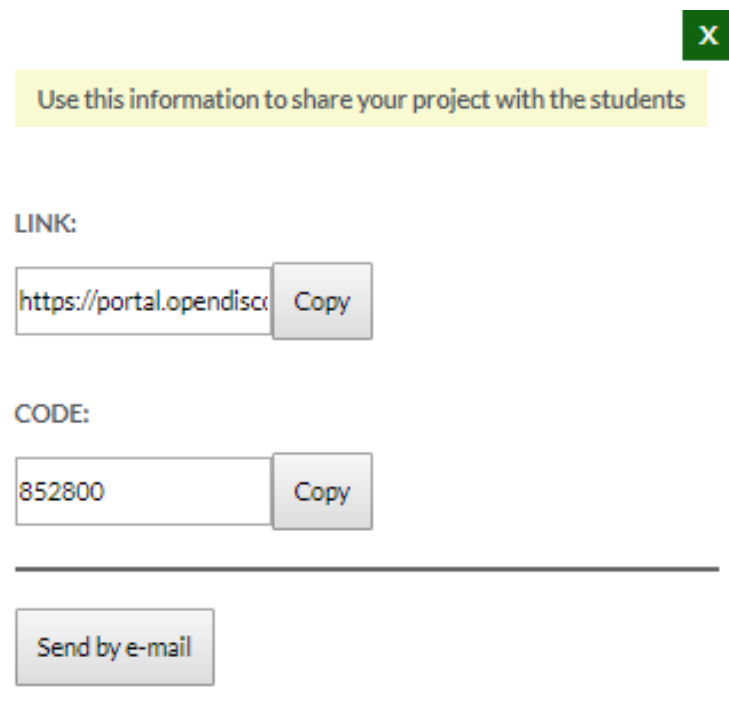 X
Use this information to share your project with the students
LINK:
https://portal.opendisco Copy
CODE:
852800 Copy
Send by e-mail